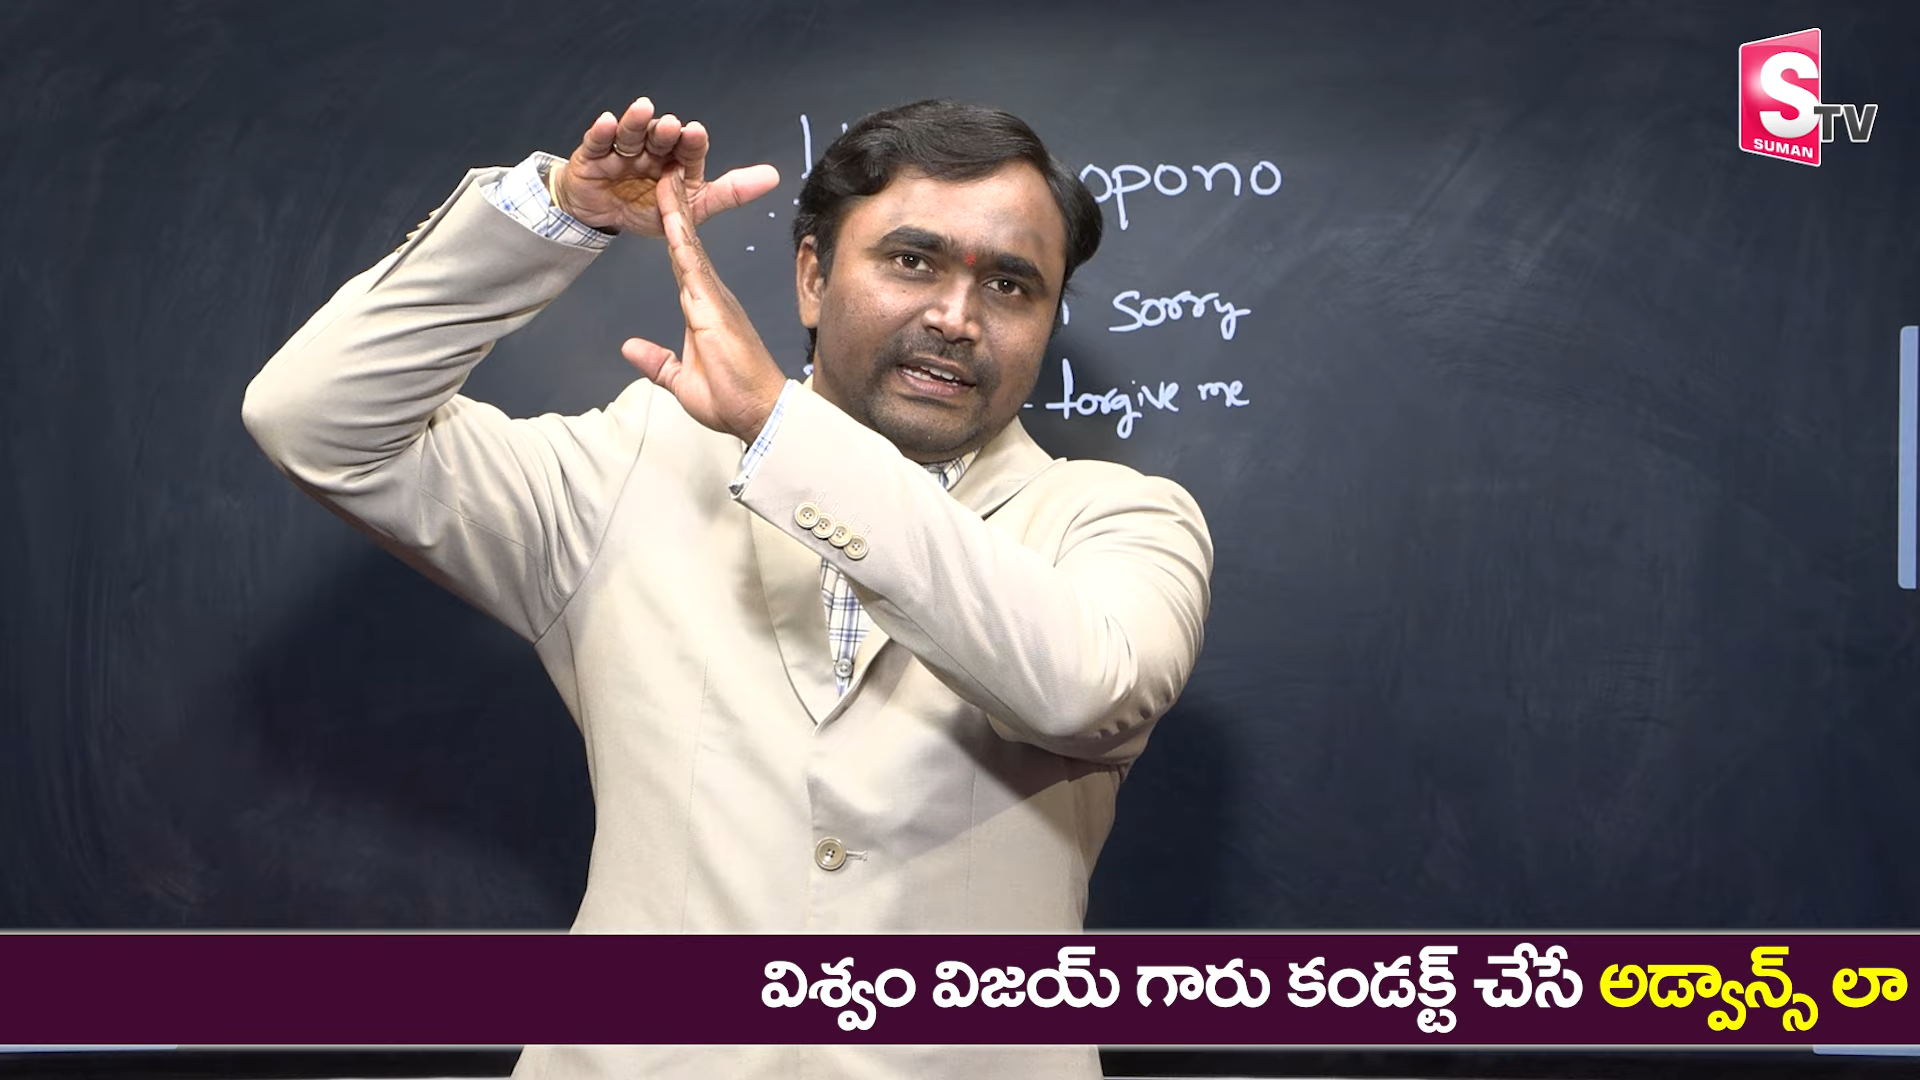 S
TV
SUMAN
opono
sorry
forgive me
విశ్వం విజయ్ గారు కండక్ట్ చేసే అడ్వాన్స్ లా